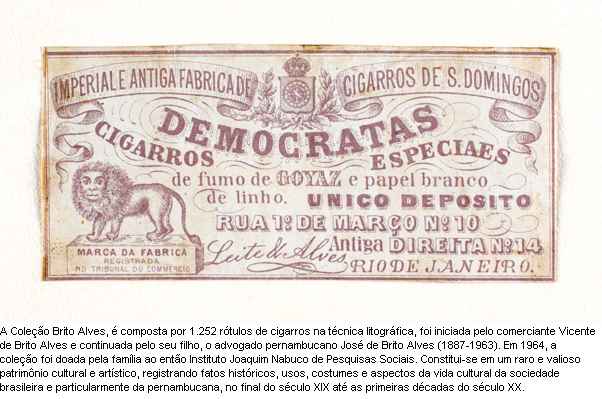 IMPERIAL E ANTIGA FABRICA DE CIGARROS DE S. DOMINGOS
DEMOCRATAS
CIGARROS ESPECIAES
de fumo de GOYAZ e papel branco
de linho. UNICO DEPOSITO
RUA 1º DE MARÇO Nº 10
Antiga DIREITA Nº 14
Leite & Alves RIO DE JANEIRO.
MARCA DA FABRICA
REGISTRADA
NO TRIBUNAL DO COMMERCIO
A Coleção Brito Alves, é composta por 1.252 rótulos de cigarros na técnica litográfica, foi iniciada pelo comerciante Vicente
de Brito Alves e continuada pelo seu filho, o advogado pernambucano José de Brito Alves (1887-1963). Em 1964, a
coleção foi doada pela família ao então Instituto Joaquim Nabuco de Pesquisas Sociais. Constitui-se em um raro e valioso
patrimônio cultural e artístico, registrando fatos históricos, usos, costumes e aspectos da vida cultural da sociedade
brasileira e particularmente da pernambucana, no final do século XIX até as primeiras décadas do século XX.